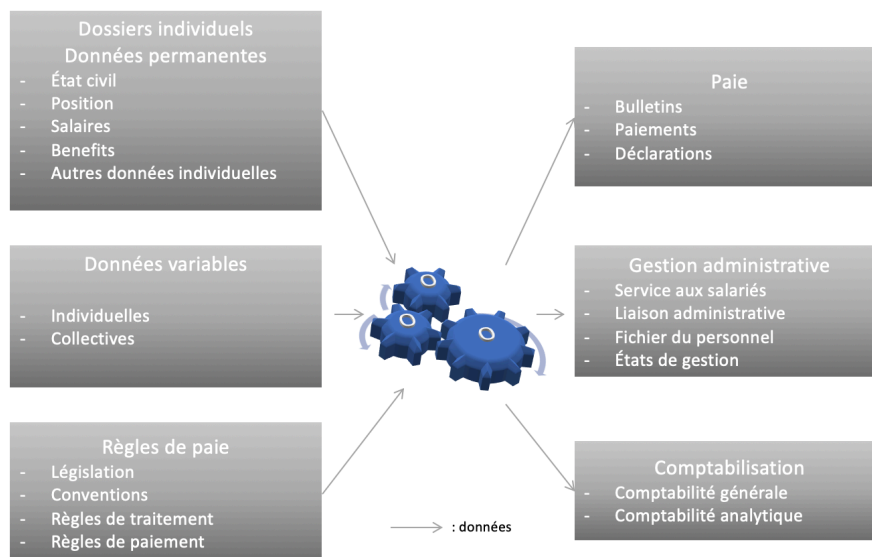 Dossiers individuels
Données permanentes
- État civil
- Position
- Salaires
- Benefits
- Autres données individuelles
Données variables
- Individuelles
- Collectives
Règles de paie
- Législation
- Conventions
- Règles de traitement
- Règles de paiement
Paie
- Bulletins
- Paiements
- Déclarations
Gestion administrative
- Service aux salariés
- Liaison administrative
- Fichier du personnel
- États de gestion
Comptabilisation
- Comptabilité générale
- Comptabilité analytique
: données